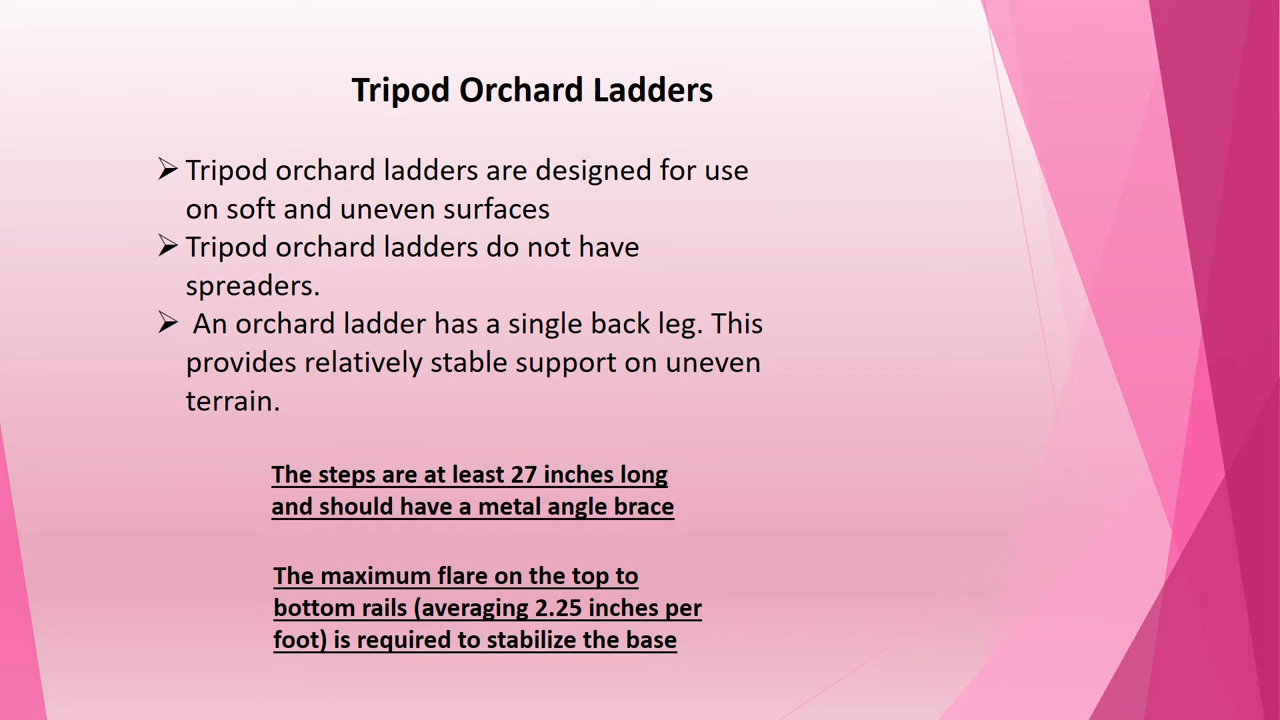 Tripod Orchard Ladders
➢ Tripod orchard ladders are designed for use
on soft and uneven surfaces
➢ Tripod orchard ladders do not have
spreaders.
➢ An orchard ladder has a single back leg. This
provides relatively stable support on uneven
terrain.
The steps are at least 27 inches long
and should have a metal angle brace
The maximum flare on the top to
bottom rails (averaging 2.25 inches per
foot) is required to stabilize the base